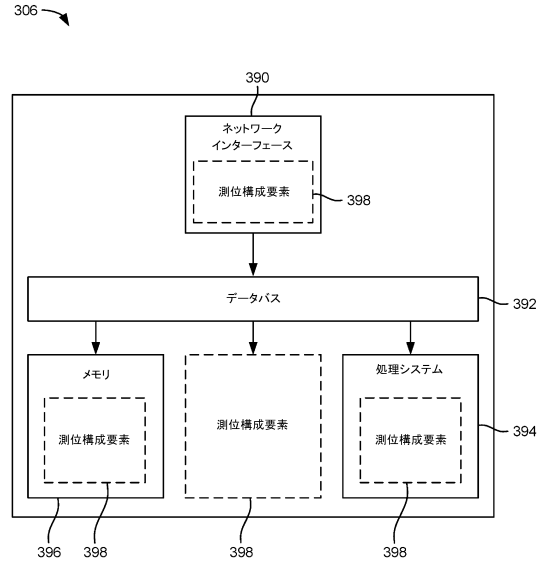 306
390
ネットワーク
インターフェース
測位構成要素
398
データバス
392
メモリ
測位構成要素
測位構成要素
処理システム
測位構成要素
394
396
398
398
398